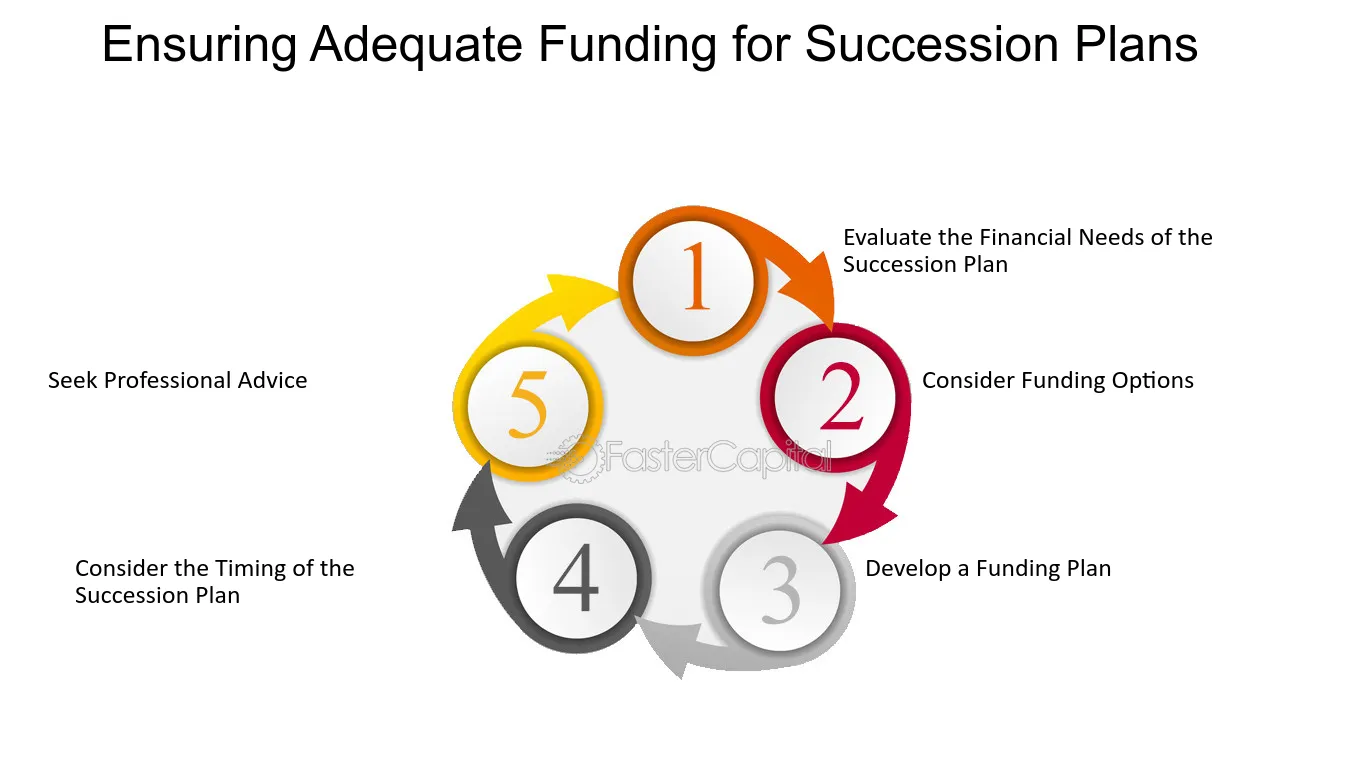 Ensuring Adequate Funding for Succession Plans
1
Evaluate the Financial Needs of the
Succession Plan
2
Consider Funding Options
3
Develop a Funding Plan
4
Consider the Timing of the
Succession Plan
5
Seek Professional Advice
FasterCapital